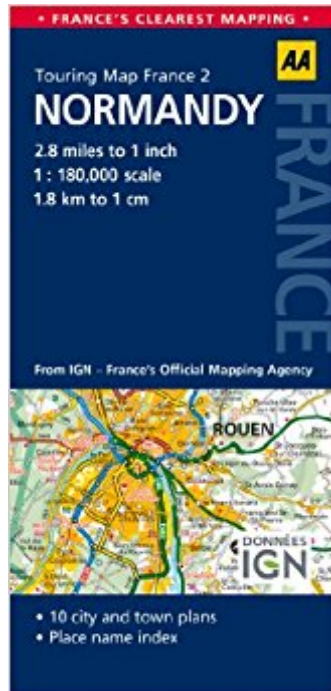 • FRANCE'S CLEAREST MAPPING •
AA
Touring Map France 2
NORMANDY
2.8 miles to 1 inch
1 : 180,000 scale
1.8 km to 1 cm
FRANCE
From IGN – France's Official Mapping Agency
ROUEN
DONNÉES
IGN
• 10 city and town plans
• Place name index